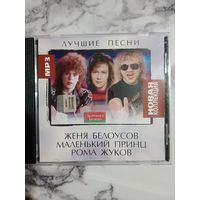 ЛУЧШИЕ ПЕСНИ
MP3
НОВАЯ
КОЛЛЕКЦИЯ
ЖЕНЯ БЕЛОУСОВ
МАЛЕНЬКИЙ ПРИНЦ
РОМА ЖУКОВ